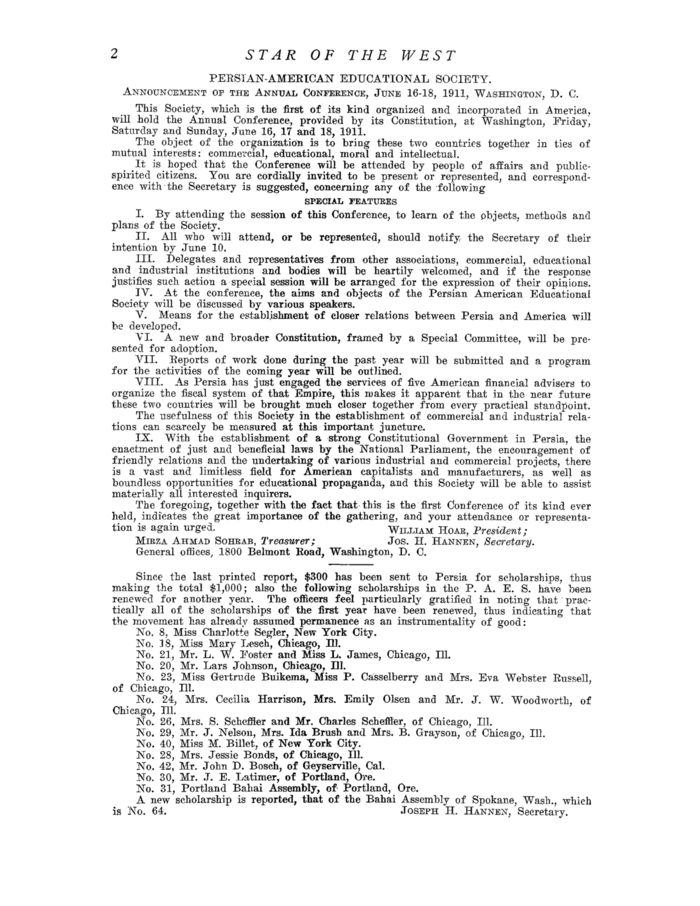 2
STAR OF THE WEST
PERSIAN-AMERICAN EDUCATIONAL SOCIETY.
ANNOUNCEMENT OF THE ANNUAL CONFERENCE, JUNE 16-18, 1911, WASHINGTON, D. C.
This Society, which is the first of its kind organized and incorporated in America,
will hold the Annual Conference, provided by its Constitution, at Washington, Friday,
Saturday and Sunday, June 16, 17 and 18, 1911.
The object of the organization is to bring these two countries together in ties of
mutual interests: commercial, educational, moral and intellectual.
It is hoped that the Conference will be attended by people of affairs and public-
spirited citizens. You are cordially invited to be present or represented, and correspond-
ence with the Secretary is suggested, concerning any of the following
SPECIAL FEATURES
I. By attending the session of this Conference, to learn of the objects, methods and
plans of the Society.
II. All who will attend, or be represented, should notify the Secretary of their
intention by June 10.
III. Delegates and representatives from other associations, commercial, educational
and industrial institutions and bodies will be heartily welcomed, and if the response
justifies such action a special session will be arranged for the expression of their opinions.
IV. At the conference, the aims and objects of the Persian American Educational
Society will be discussed by various speakers.
V. Means for the establishment of closer relations between Persia and America will
be developed.
VI. A new and broader Constitution, framed by a Special Committee, will be pre-
sented for adoption.
VII. Reports of work done during the past year will be submitted and a program
for the activities of the coming year will be outlined.
VIII. As Persia has just engaged the services of five American financial advisers to
organize the fiscal system of that Empire, this makes it apparent that in the near future
these two countries will be brought much closer together from every practical standpoint.
The usefulness of this Society in the establishment of commercial and industrial rela-
tions can scarcely be measured at this important juncture.
IX. With the establishment of a strong Constitutional Government in Persia, the
enactment of just and beneficial laws by the National Parliament, the encouragement of
friendly relations and the undertaking of various industrial and commercial projects, there
is a vast and limitless field for American capitalists and manufacturers, as well as
boundless opportunities for educational propaganda, and this Society will be able to assist
materially all interested inquirers.
The foregoing, together with the fact that this is the first Conference of its kind ever
held, indicates the great importance of the gathering, and your attendance or representa-
tion is again urged.
WILLIAM HOAR, President;
MIRZA AHMAD SOHRAB, Treasurer; JOS. H. HANNEN, Secretary.
General offices, 1800 Belmont Road, Washington, D. C.
Since the last printed report, $300 has been sent to Persia for scholarships, thus
making the total $1,000; also the following scholarships in the P. A. E. S. have been
renewed for another year. The officers feel particularly gratified in noting that prac-
tically all of the scholarships of the first year have been renewed, thus indicating that
the movement has already assumed permanence as an instrumentality of good:
No. 8, Miss Charlotte Segler, New York City.
No. 18, Miss Mary Lesch, Chicago, Ill.
No. 21, Mr. L. W. Foster and Miss L. James, Chicago, Ill.
No. 20, Mr. Lars Johnson, Chicago, Ill.
No. 23, Miss Gertrude Buikema, Miss P. Casselberry and Mrs. Eva Webster Russell,
of Chicago, Ill.
No. 24, Mrs. Cecilia Harrison, Mrs. Emily Olsen and Mr. J. W. Woodworth, of
Chicago, Ill.
No. 26, Mrs. S. Scheffler and Mr. Charles Scheffler, of Chicago, Ill.
No. 29, Mr. J. Nelson, Mrs. Ida Brush and Mrs. B. Grayson, of Chicago, Ill.
No. 40, Miss M. Billet, of New York City.
No. 28, Mrs. Jessie Bonds, of Chicago, Ill.
No. 42, Mr. John D. Bosch, of Geyserville, Cal.
No. 30, Mr. J. E. Latimer, of Portland, Ore.
No. 31, Portland Bahai Assembly, of Portland, Ore.
A new scholarship is reported, that of the Bahai Assembly of Spokane, Wash., which
is No. 64. JOSEPH H. HANNEN, Secretary.